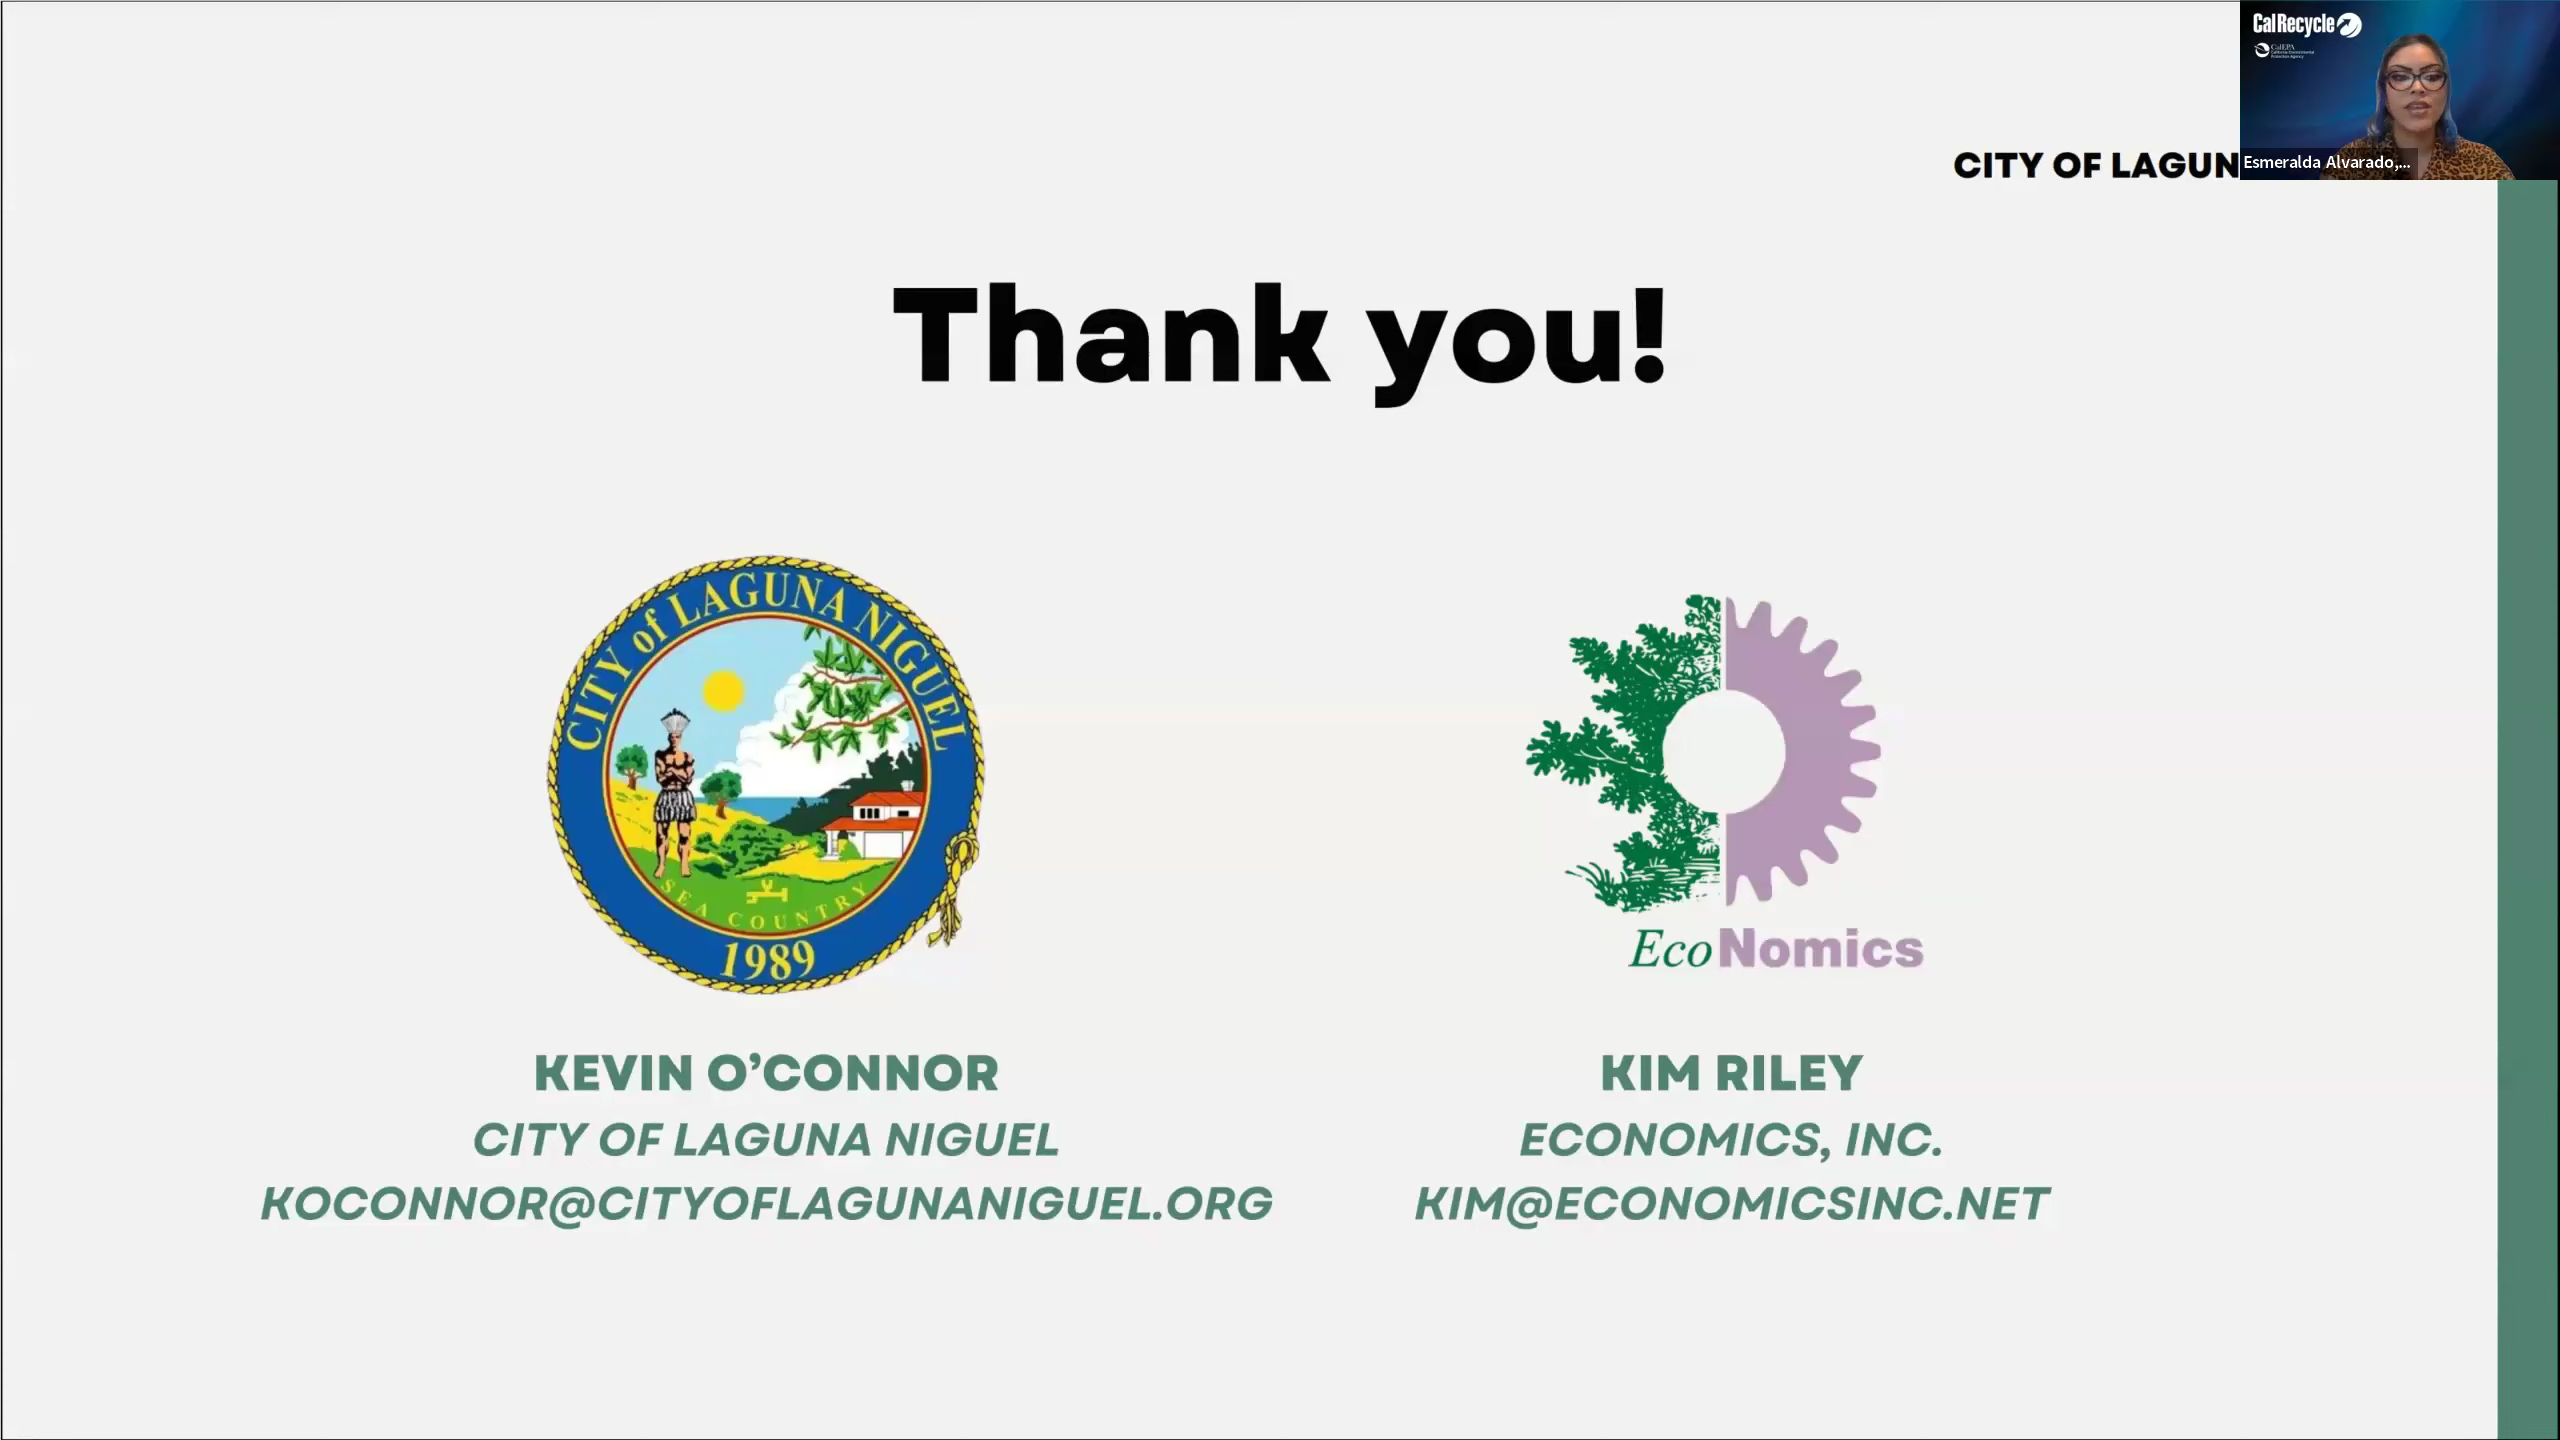 CalRecycle
CalEPA
Esmeralda Alvarado,...
CITY OF LAGUN
Thank you!
CITY of LAGUNA NIGUEL
SEA COUNTRY
1989
EcoNomics
KEVIN O’CONNOR
CITY OF LAGUNA NIGUEL
KOCONNOR@CITYOFLAGUNANIGUEL.ORG
KIM RILEY
ECONOMICS, INC.
KIM@ECONOMICSINC.NET